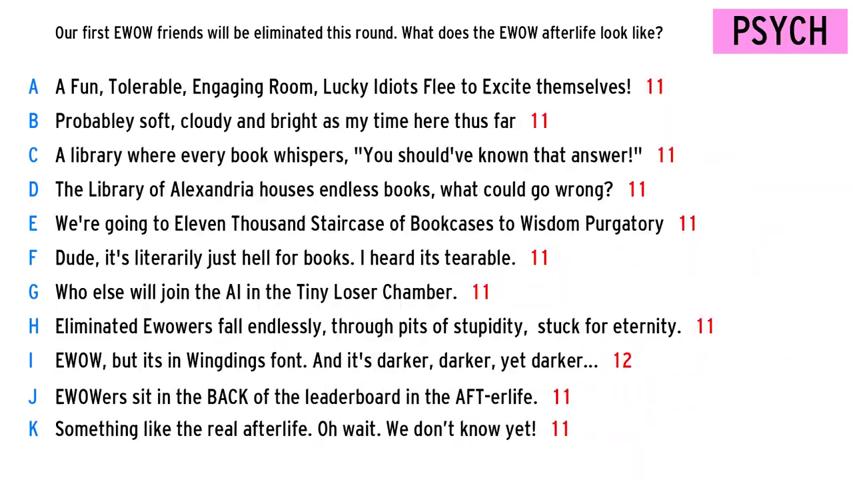 Our first EWOW friends will be eliminated this round. What does the EWOW afterlife look like?
PSYCH
A A Fun, Tolerable, Engaging Room, Lucky Idiots Flee to Excite themselves! 11
B Probabley soft, cloudy and bright as my time here thus far 11
C A library where every book whispers, "You should've known that answer!" 11
D The Library of Alexandria houses endless books, what could go wrong? 11
E We're going to Eleven Thousand Staircase of Bookcases to Wisdom Purgatory 11
F Dude, it's literarily just hell for books. I heard its tearable. 11
G Who else will join the AI in the Tiny Loser Chamber. 11
H Eliminated Ewowers fall endlessly, through pits of stupidity, stuck for eternity. 11
I EWOW, but its in Wingdings font. And it's darker, darker, yet darker... 12
J EWOWers sit in the BACK of the leaderboard in the AFT-erlife. 11
K Something like the real afterlife. Oh wait. We don't know yet! 11